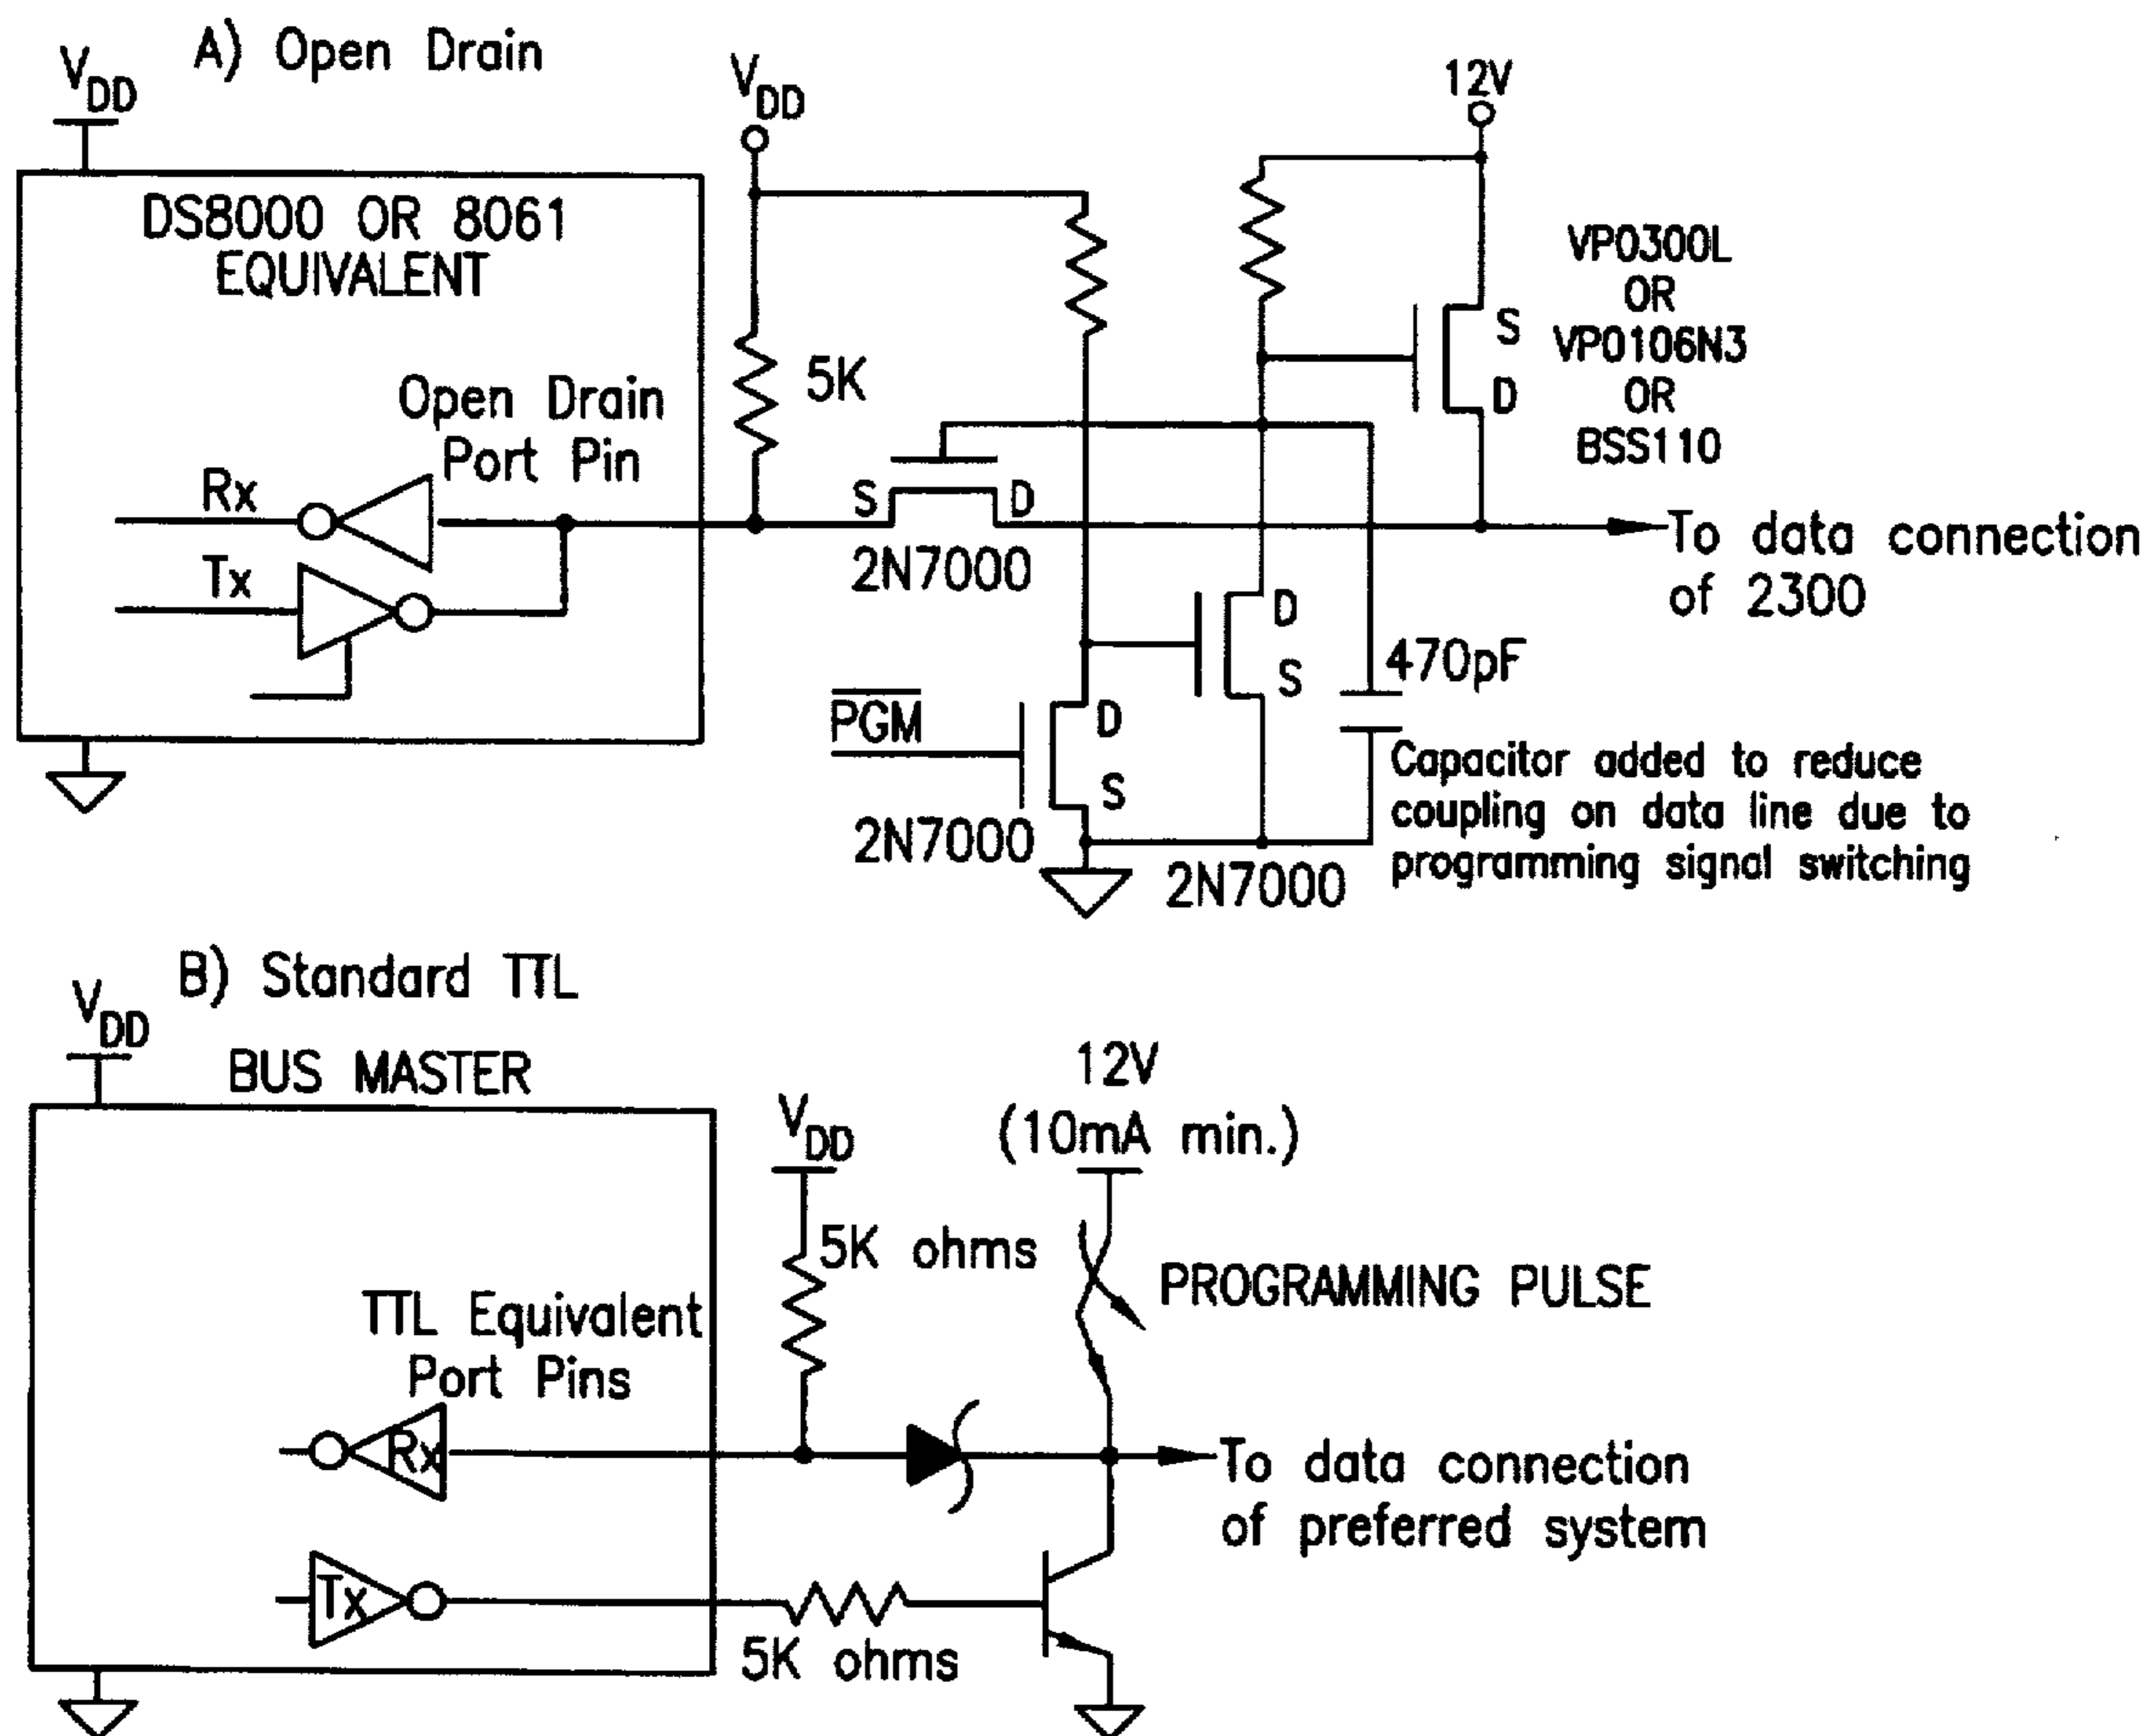 A) Open Drain
VDD
VDD
12V
DS8000 OR 8061
EQUIVALENT
Open Drain
Port Pin
Rx
Tx
5K
S
D
2N7000
VP0300L
OR
VP0106N3
OR
BSS110
S
D
To data connection
of 2300
D
S
470pF
PGM
D
S
2N7000
2N7000
Capacitor added to reduce
coupling on data line due to
programming signal switching
B) Standard TTL
VDD
BUS MASTER
VDD
12V
(10mA min.)
5K ohms
PROGRAMMING PULSE
TTL Equivalent
Port Pins
Rx
To data connection
of preferred system
Tx
5K ohms